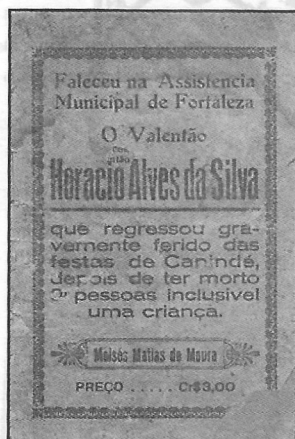 Faleceu na Assistencia
Municipal de Fortaleza
O Valentão
Horacio Alves da Silva
que regressou gra-
vemente ferido das
festas de Canindé,
depois de ter morto
pessoas inclusivel
uma criança.
Moisés Matias de Moura
PREÇO ..... Cr$3,00